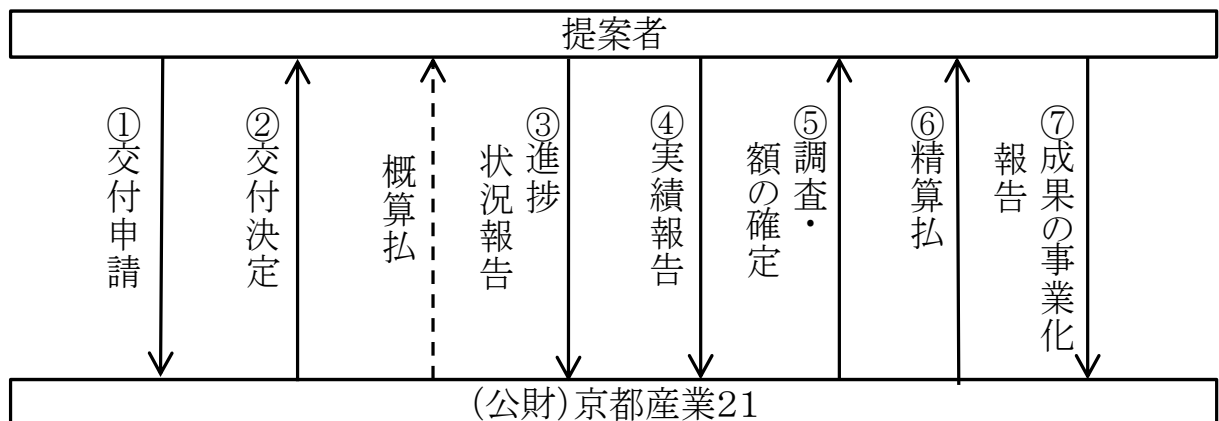 提案者
①交付申請
②交付決定
概算払
③進捗
状況報告
④実績報告
⑤調査・
額の確定
⑥精算払
⑦成果の事業化
報告
(公財)京都産業21